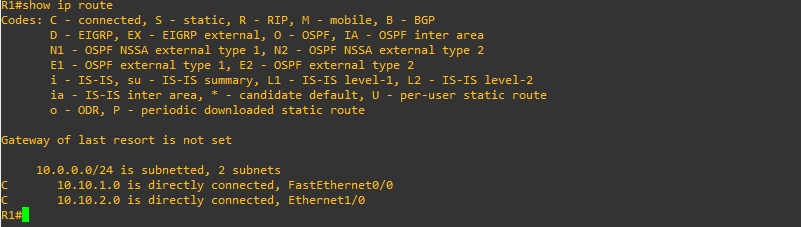 R1#show ip route
Codes: C - connected, S - static, R - RIP, M - mobile, B - BGP
       D - EIGRP, EX - EIGRP external, O - OSPF, IA - OSPF inter area
       N1 - OSPF NSSA external type 1, N2 - OSPF NSSA external type 2
       E1 - OSPF external type 1, E2 - OSPF external type 2
       i - IS-IS, su - IS-IS summary, L1 - IS-IS level-1, L2 - IS-IS level-2
       ia - IS-IS inter area, * - candidate default, U - per-user static route
       o - ODR, P - periodic downloaded static route
Gateway of last resort is not set
     10.0.0.0/24 is subnetted, 2 subnets
C       10.10.1.0 is directly connected, FastEthernet0/0
C       10.10.2.0 is directly connected, Ethernet1/0
R1#